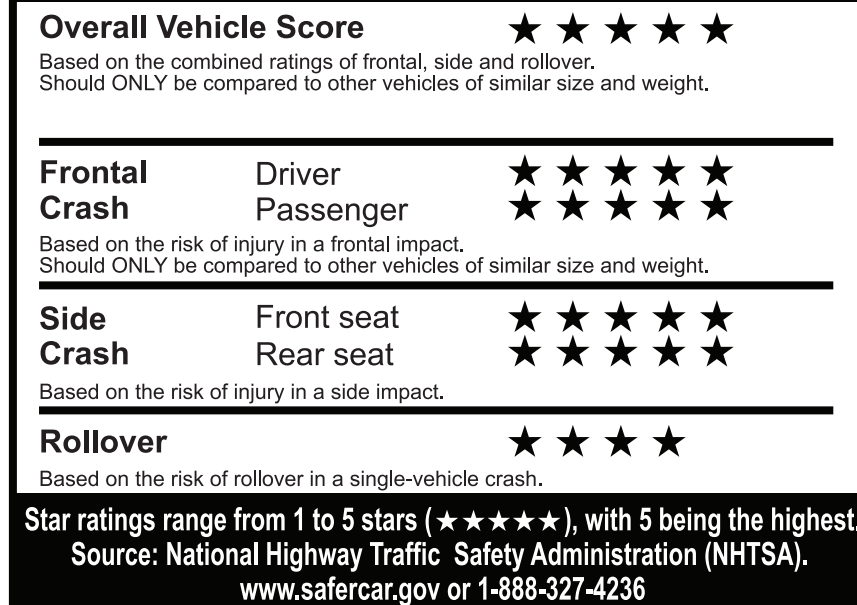 Overall Vehicle Score ★ ★ ★ ★ ★
Based on the combined ratings of frontal, side and rollover.
Should ONLY be compared to other vehicles of similar size and weight.
Frontal Driver ★ ★ ★ ★ ★
Crash Passenger ★ ★ ★ ★ ★
Based on the risk of injury in a frontal impact.
Should ONLY be compared to other vehicles of similar size and weight.
Side Front seat ★ ★ ★ ★ ★
Crash Rear seat ★ ★ ★ ★ ★
Based on the risk of injury in a side impact.
Rollover ★ ★ ★ ★
Based on the risk of rollover in a single-vehicle crash.
Star ratings range from 1 to 5 stars (★★★★★), with 5 being the highest.
Source: National Highway Traffic Safety Administration (NHTSA).
www.safercar.gov or 1-888-327-4236